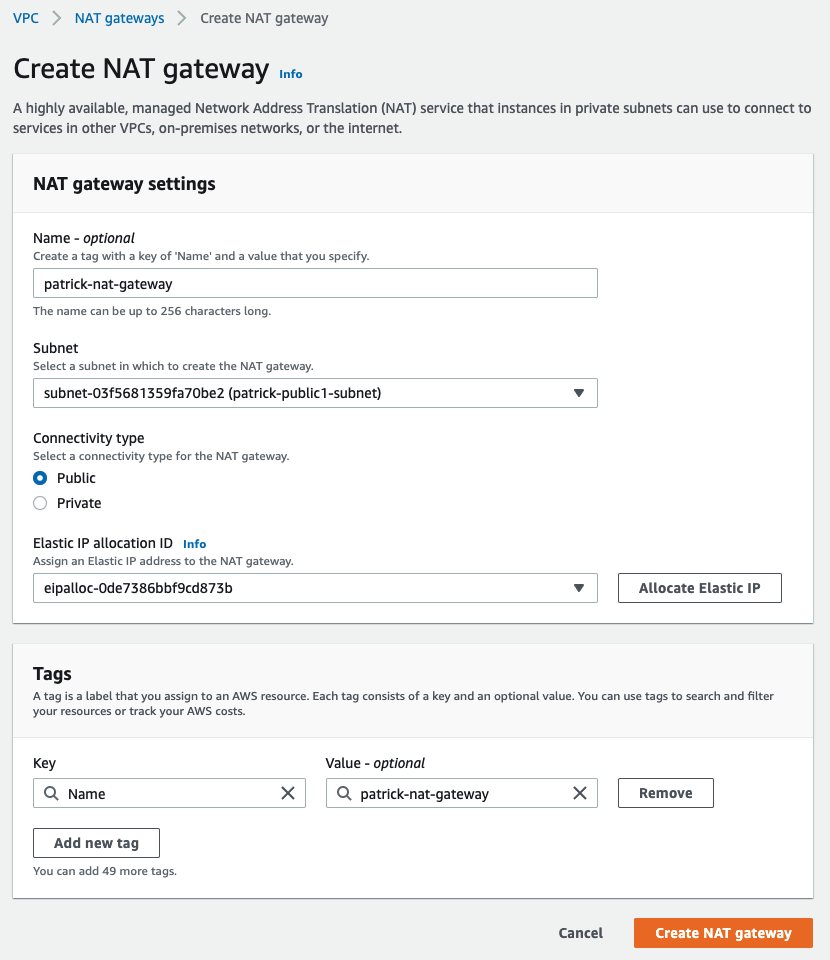 VPC > NAT gateways > Create NAT gateway
Create NAT gateway Info
A highly available, managed Network Address Translation (NAT) service that instances in private subnets can use to connect to
services in other VPCs, on-premises networks, or the internet.
NAT gateway settings
Name - optional
Create a tag with a key of 'Name' and a value that you specify.
patrick-nat-gateway
The name can be up to 256 characters long.
Subnet
Select a subnet in which to create the NAT gateway.
subnet-03f5681359fa70be2 (patrick-public1-subnet)
Connectivity type
Select a connectivity type for the NAT gateway.
Public
Private
Elastic IP allocation ID Info
Assign an Elastic IP address to the NAT gateway.
eipalloc-0de7386bbf9cd873b
Allocate Elastic IP
Tags
A tag is a label that you assign to an AWS resource. Each tag consists of a key and an optional value. You can use tags to search and filter
your resources or track your AWS costs.
Key
Value - optional
Name
patrick-nat-gateway
Remove
Add new tag
You can add 49 more tags.
Cancel
Create NAT gateway